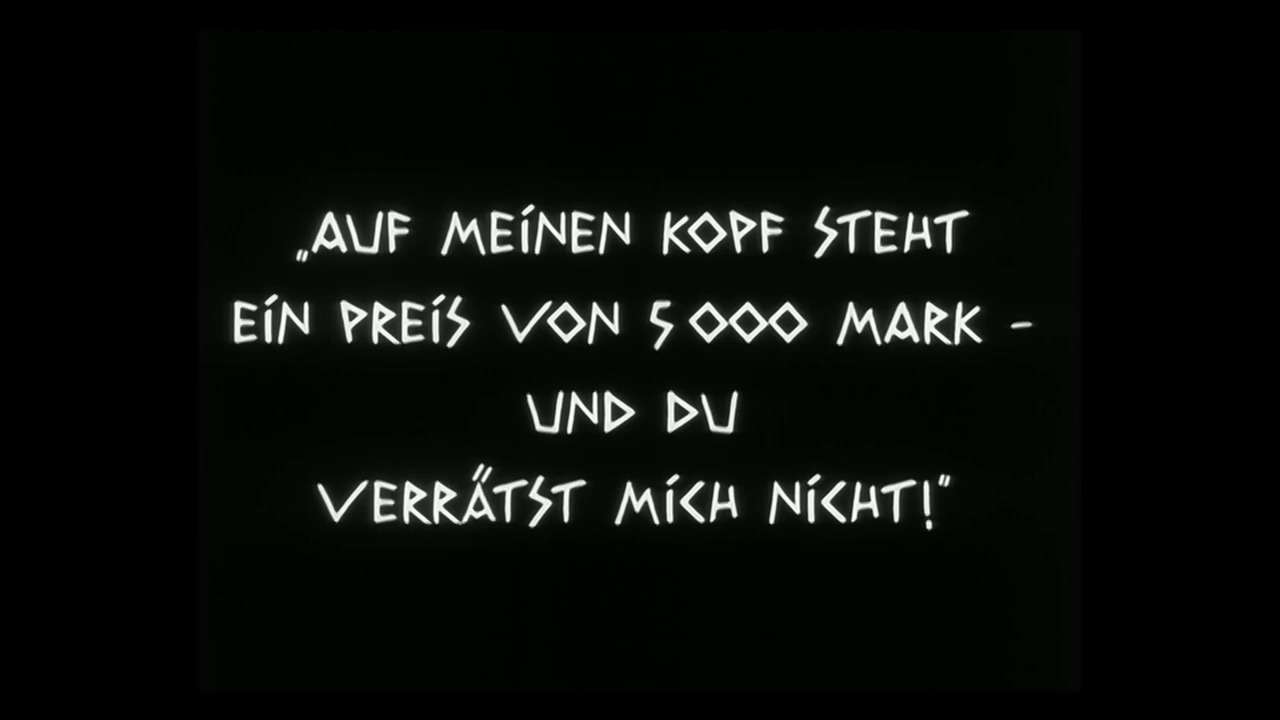 „AUF MEINEN KOPF STEHT
EIN PREIS VON 5000 MARK -
UND DU
VERRÄTST MICH NICHT!"